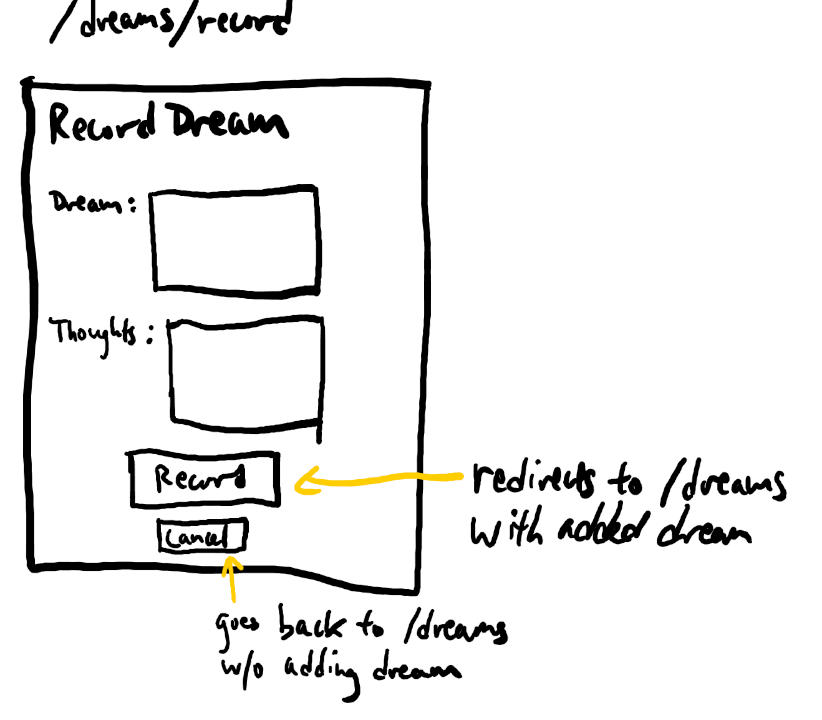 /dreams/record
Record Dream
Dream:
Thoughts:
Record
redirects to /dreams
with added dream
Cancel
goes back to /dreams
w/o adding dream